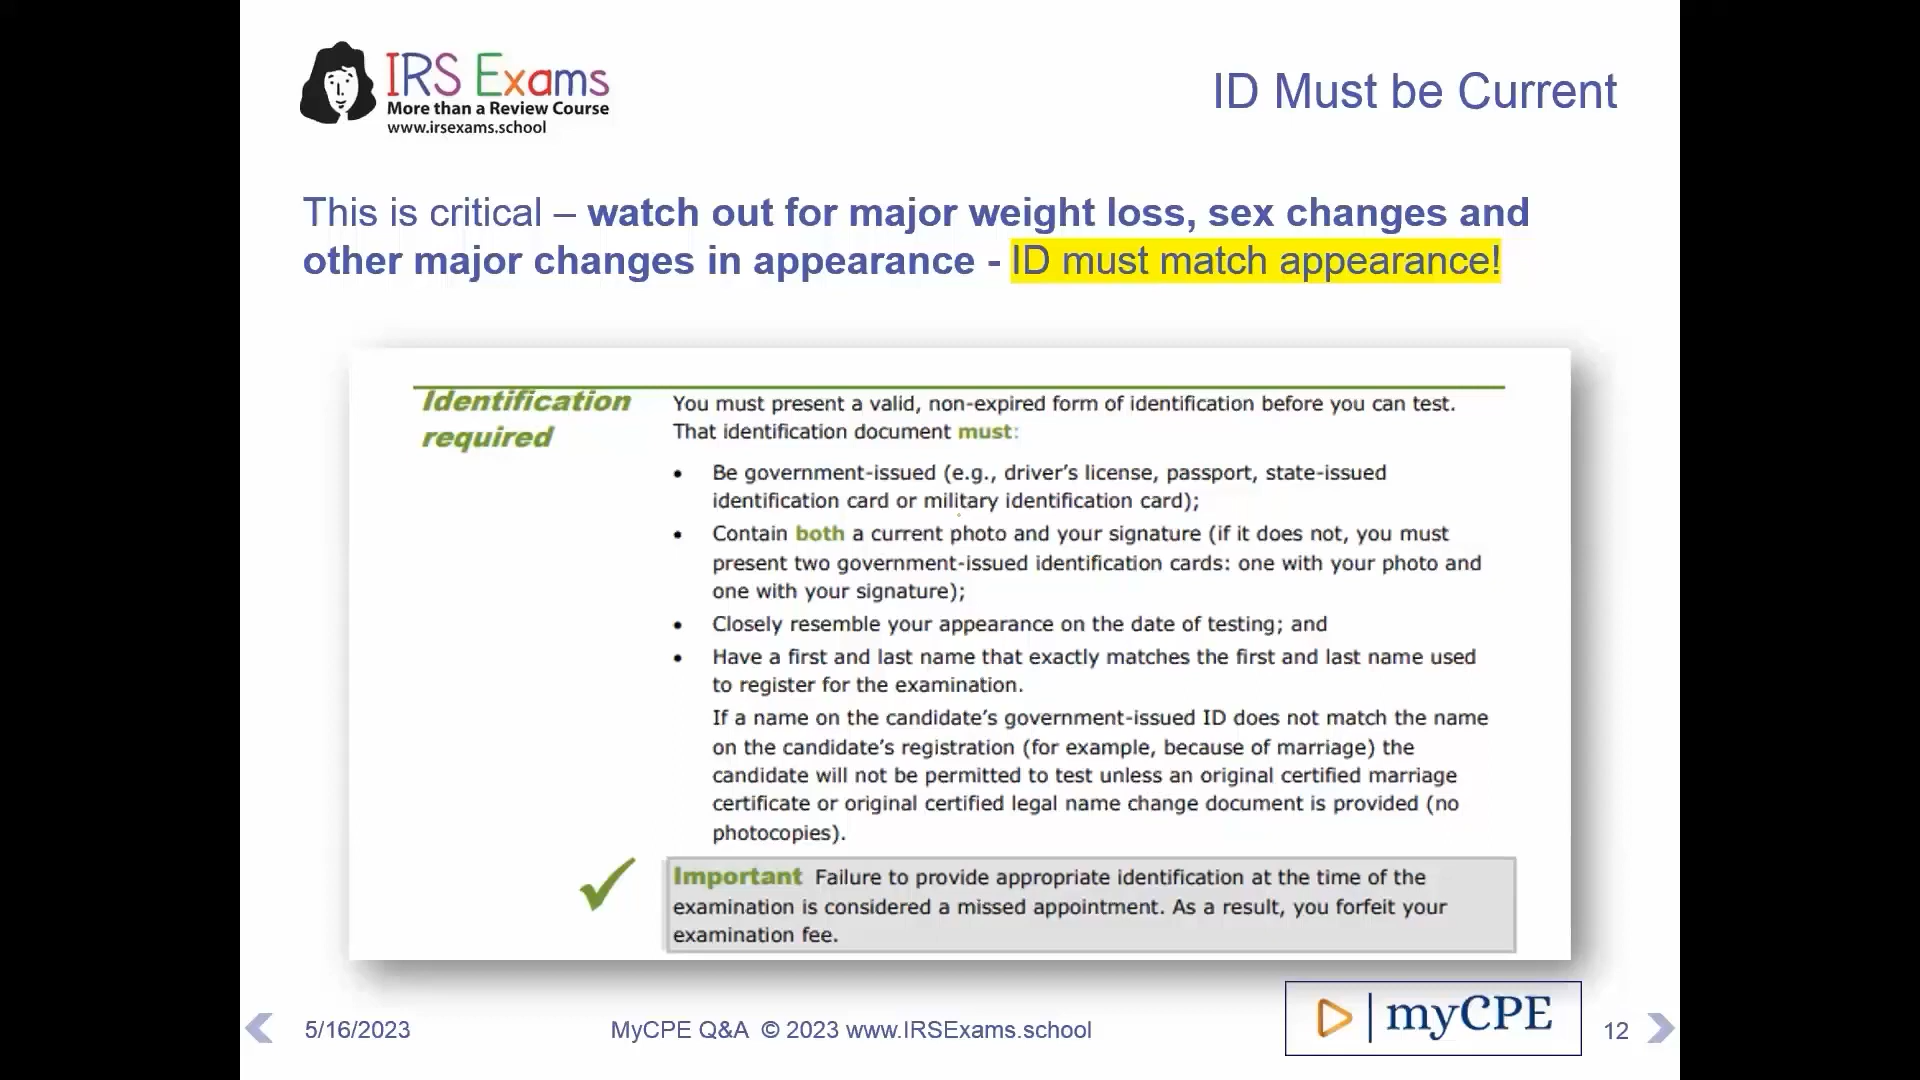 IRS Exams
More than a Review Course
www.irsexams.school
ID Must be Current
This is critical – watch out for major weight loss, sex changes and
other major changes in appearance - ID must match appearance!
Identification
required
You must present a valid, non-expired form of identification before you can test.
That identification document must:
• Be government-issued (e.g., driver's license, passport, state-issued
identification card or military identification card);
• Contain both a current photo and your signature (if it does not, you must
present two government-issued identification cards: one with your photo and
one with your signature);
• Closely resemble your appearance on the date of testing; and
• Have a first and last name that exactly matches the first and last name used
to register for the examination.
If a name on the candidate's government-issued ID does not match the name
on the candidate's registration (for example, because of marriage) the
candidate will not be permitted to test unless an original certified marriage
certificate or original certified legal name change document is provided (no
photocopies).
Important Failure to provide appropriate identification at the time of the
examination is considered a missed appointment. As a result, you forfeit your
examination fee.
5/16/2023
MyCPE Q&A © 2023 www.IRSExams.school
myCPE
12